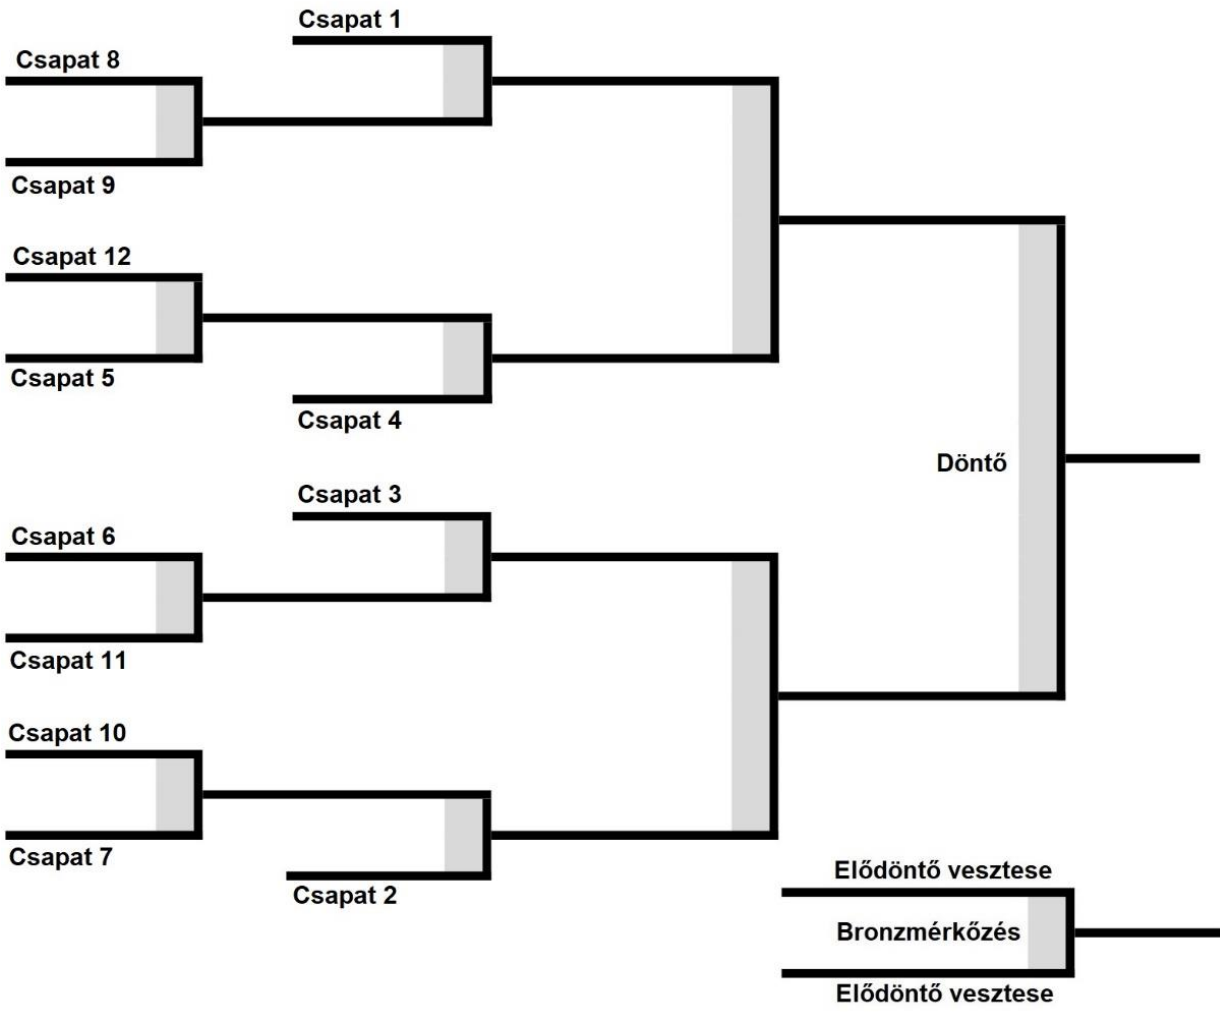 Csapat 1
Csapat 8
Csapat 9
Csapat 12
Csapat 5
Csapat 4
Csapat 3
Csapat 6
Csapat 11
Csapat 10
Csapat 7
Csapat 2
Döntő
Elődöntő vesztese
Bronzmérkőzés
Elődöntő vesztese